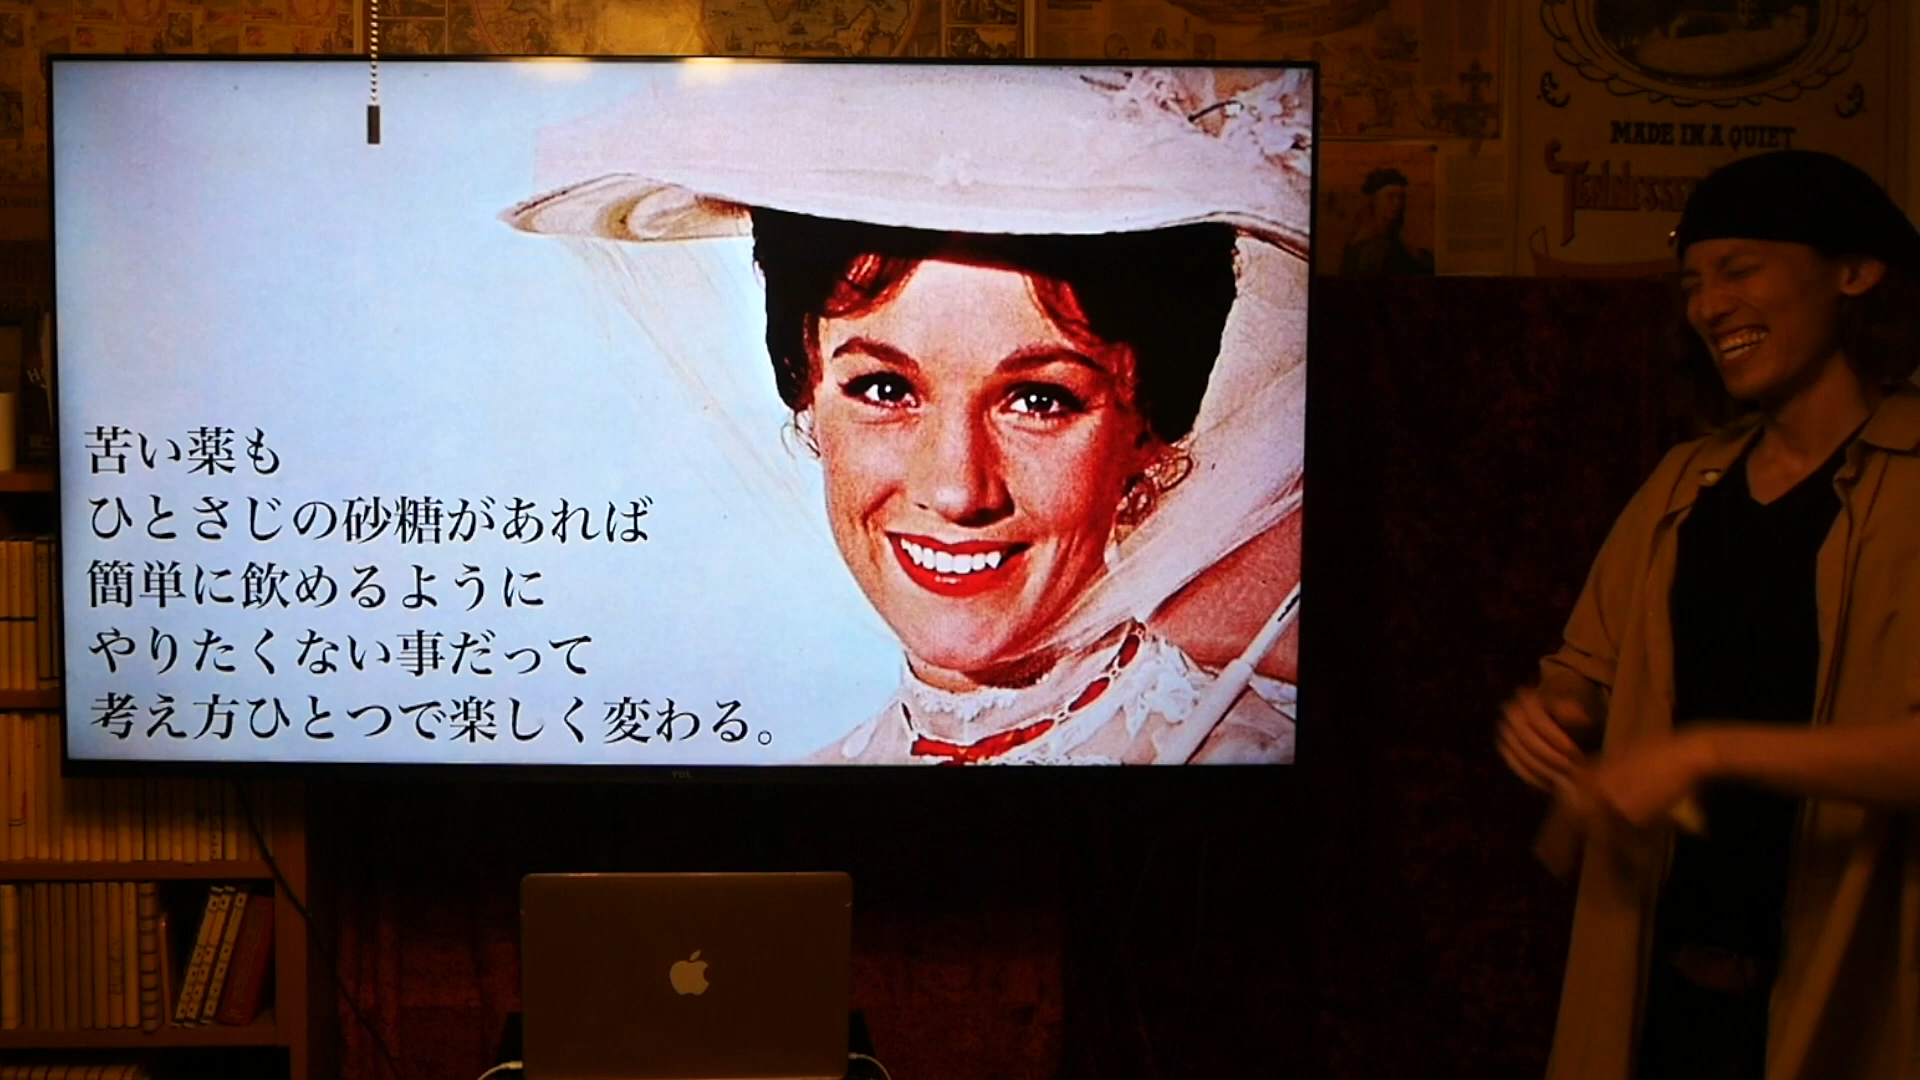 MADE IN A QUIET
苦い薬も
ひとさじの砂糖があれば
簡単に飲めるように
やりたくない事だって
考え方ひとつで楽しく変わる。
TCL